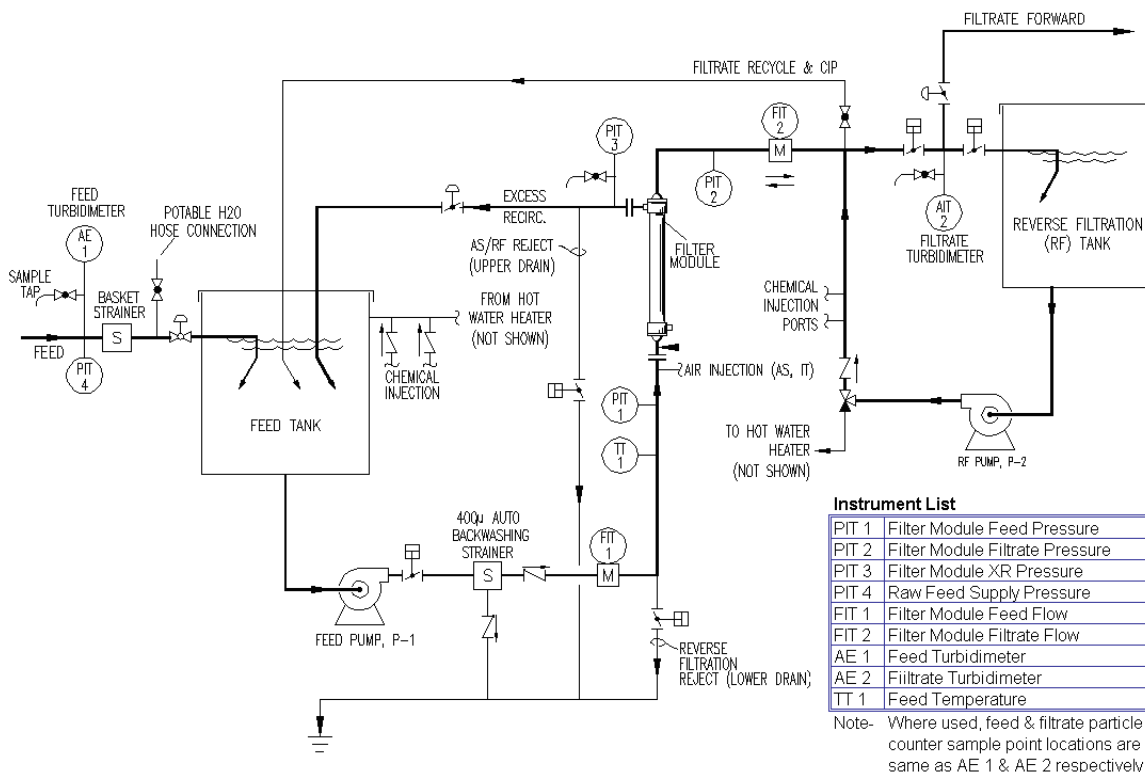 FILTRATE FORWARD
FILTRATE RECYCLE & CIP
FIT
2
M
PIT
3
PIT
2
AIT
2
FILTRATE
TURBIDIMETER
REVERSE FILTRATION
(RF) TANK
FEED
TURBIDIMETER
AE
1
POTABLE H2O
HOSE CONNECTION
SAMPLE
TAP
BASKET
STRAINER
S
FEED
PIT
4
EXCESS
RECIRC.
AS/RF REJECT
(UPPER DRAIN)
FILTER
MODULE
FROM HOT
WATER HEATER
(NOT SHOWN)
CHEMICAL
INJECTION
FEED TANK
CHEMICAL
INJECTION
PORTS
AIR INJECTION (AS, IT)
PIT
1
TT
1
TO HOT WATER
HEATER
(NOT SHOWN)
RF PUMP, P-2
400µ AUTO
BACKWASHING
STRAINER
S
FIT
1
M
FEED PUMP, P-1
REVERSE
FILTRATION
REJECT (LOWER DRAIN)
Instrument List
PIT 1 Filter Module Feed Pressure
PIT 2 Filter Module Filtrate Pressure
PIT 3 Filter Module XR Pressure
PIT 4 Raw Feed Supply Pressure
FIT 1 Filter Module Feed Flow
FIT 2 Filter Module Filtrate Flow
AE 1 Feed Turbidimeter
AE 2 Fiiltrate Turbidimeter
TT 1 Feed Temperature
Note- Where used, feed & filtrate particle
counter sample point locations are
same as AE 1 & AE 2 respectively